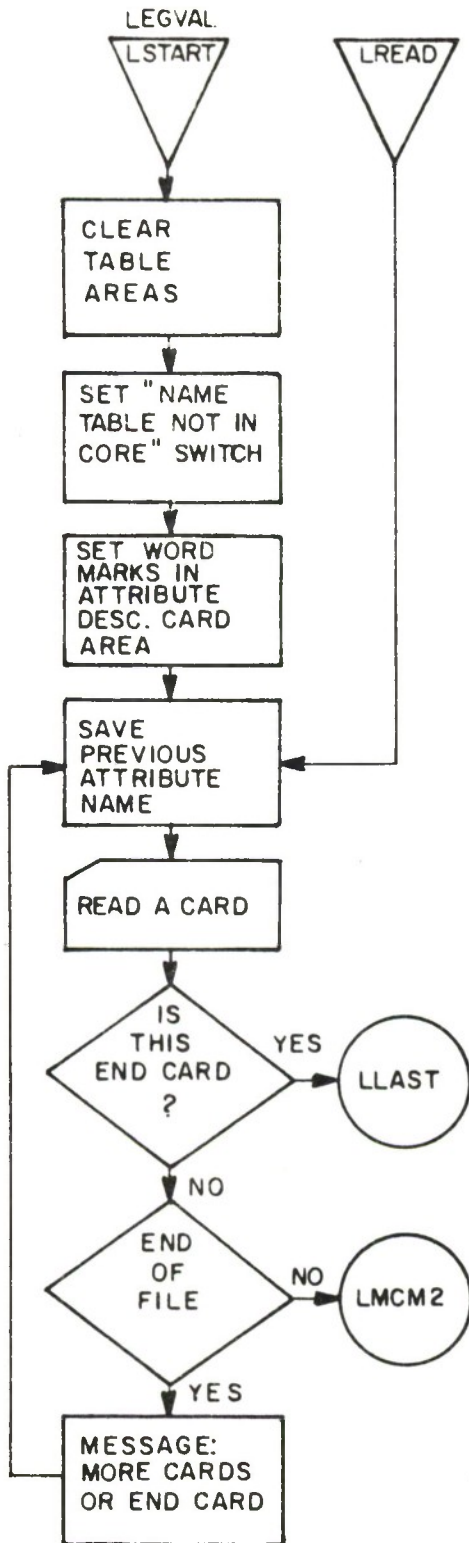 LEGVAL
LSTART
LREAD
CLEAR
TABLE
AREAS
SET "NAME
TABLE NOT IN
CORE" SWITCH
SET WORD
MARKS IN
ATTRIBUTE
DESC. CARD
AREA
SAVE
PREVIOUS
ATTRIBUTE
NAME
READ A CARD
IS
THIS
END CARD
?
YES
LLAST
NO
END
OF
FILE
NO
LMCM2
YES
MESSAGE:
MORE CARDS
OR END CARD